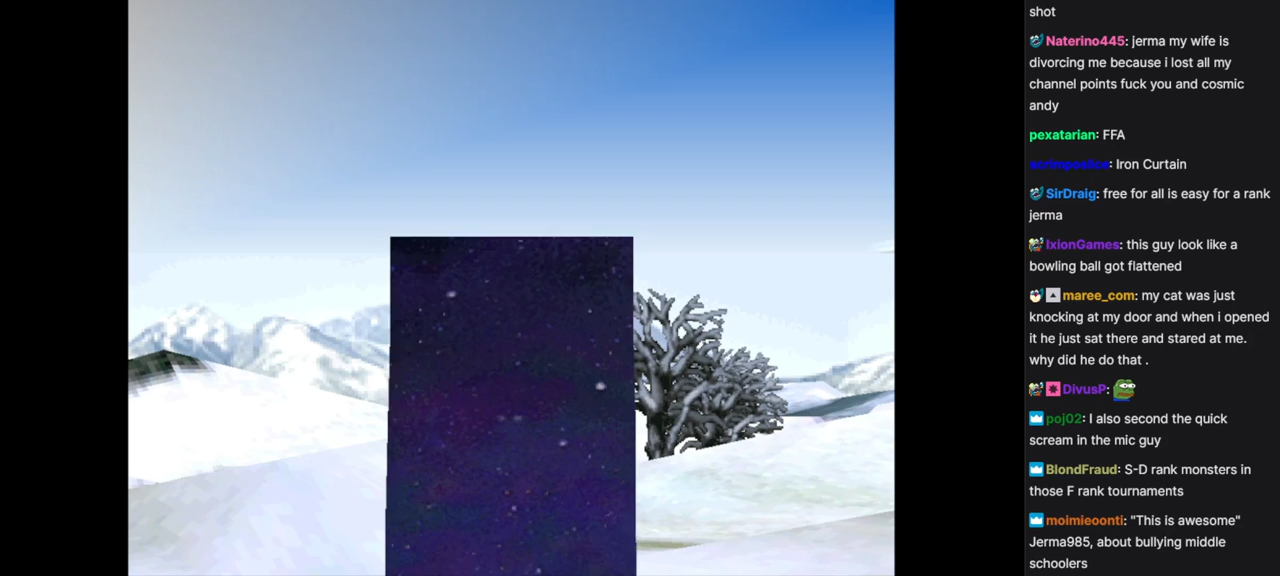 shot
Naterino445: jerma my wife is
divorcing me because i lost all my
channel points fuck you and cosmic
andy
pexatarian: FFA
: Iron Curtain
SirDraig: free for all is easy for a rank
jerma
IxionGames: this guy look like a
bowling ball got flattened
maree_com: my cat was just
knocking at my door and when i opened
it he just sat there and stared at me.
why did he do that .
DivusP:
poj02: I also second the quick
scream in the mic guy
BlondFraud: S-D rank monsters in
those F rank tournaments
moimieoonti: "This is awesome"
Jerma985, about bullying middle
schoolers